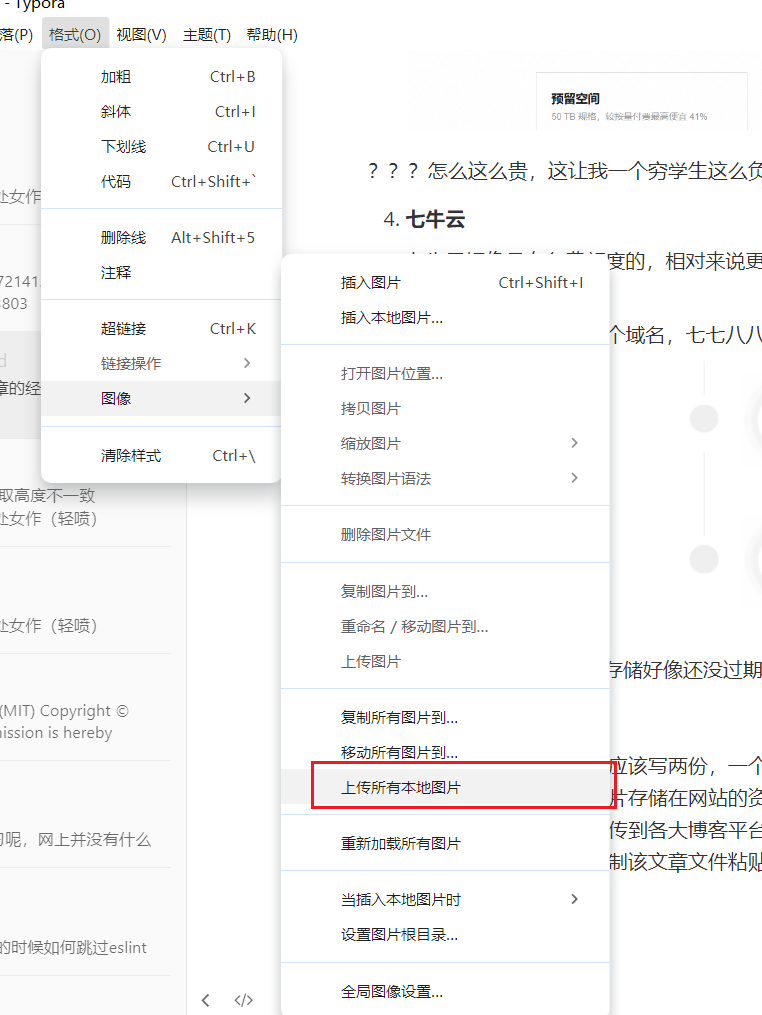 - Typora
落(P) 格式(O) 视图(V) 主题(T) 帮助(H)
加粗 Ctrl+B
斜体 Ctrl+I
下划线 Ctrl+U
代码 Ctrl+Shift+`
删除线 Alt+Shift+5
注释
超链接 Ctrl+K
链接操作
图像
清除样式 Ctrl+\
插入图片 Ctrl+Shift+I
插入本地图片...
打开图片位置...
拷贝图片
缩放图片
转换图片语法
删除图片文件
复制图片到...
重命名 / 移动图片到...
上传图片
复制所有图片到...
移动所有图片到...
上传所有本地图片
重新加载所有图片
当插入本地图片时
设置图片根目录...
全局图像设置...
处女作
72141
8803
章的经
取高度不一致
处女作（轻喷）
处女作（轻喷）
(MIT) Copyright ©
mission is hereby
呢，网上并没有什么
的时候如何跳过eslint
</>
预留空间
50 TB 规格，较按量付费最高便宜 41%
？？？怎么这么贵，这让我一个穷学生这么负
4. 七牛云
度的，相对来说更
个域名，七七八八
存储好像还没过期
应该写两份，一个
片存储在网站的资
传到各大博客平台
制该文章文件粘贴